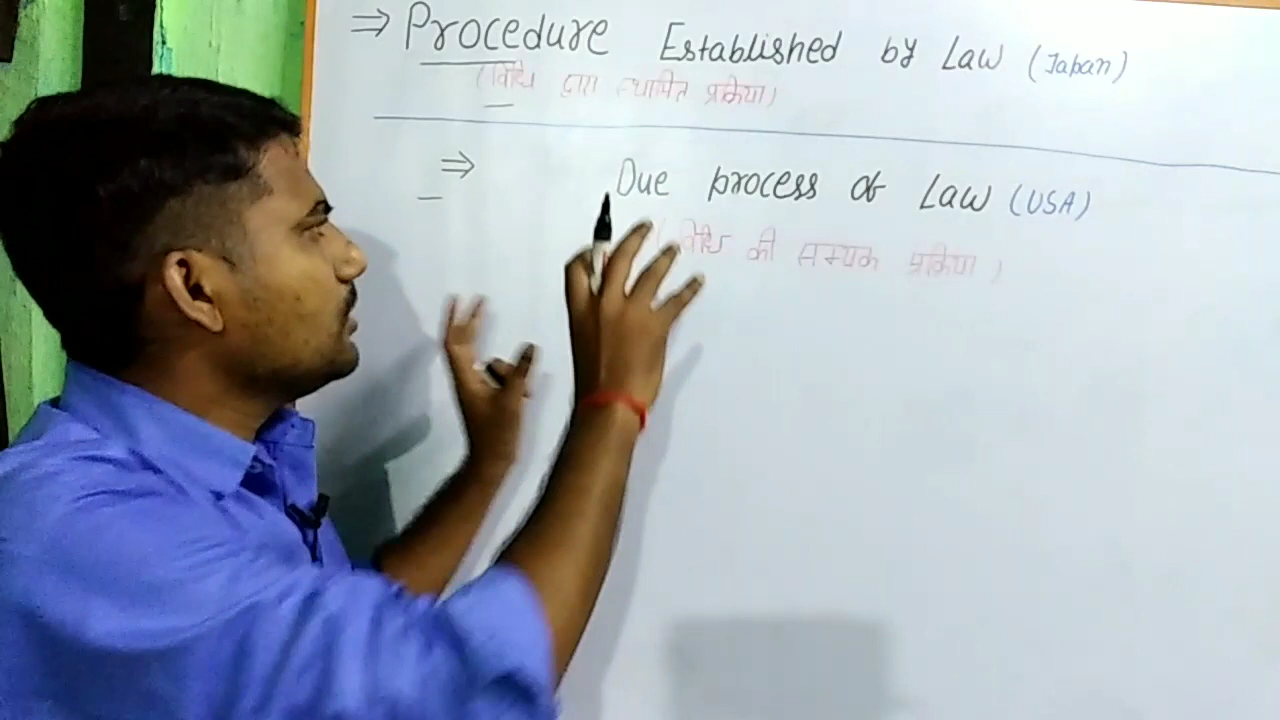 ⇒ Procedure Established by Law (Japan)
(विधि द्वारा स्थापित प्रक्रिया)
⇒ Due process of Law (USA)
(विधि की सम्यक प्रक्रिया)